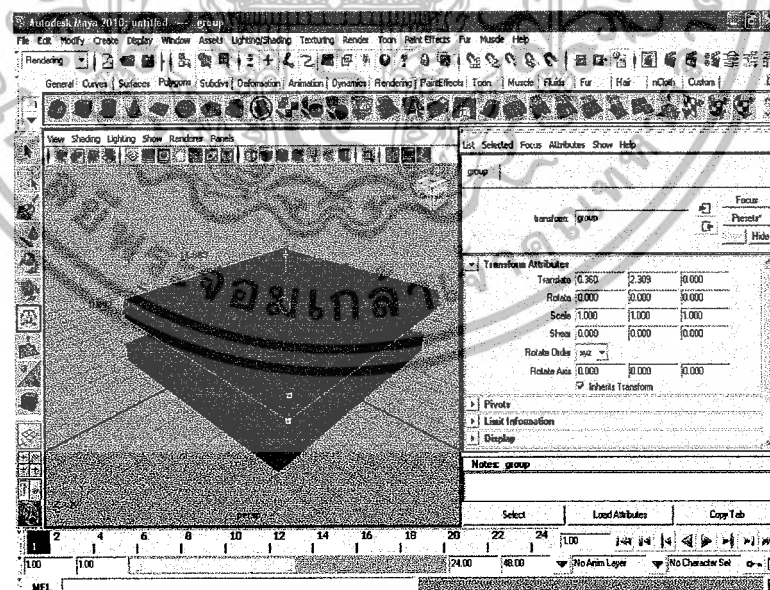 Autodesk Maya 2010: untitled --- group
File Edit Modify Create Display Window Assets Lighting/Shading Texturing Render Toon Paint Effects Fur Muscle Help
Rendering
General Curves Surfaces Polygons Subdivs Deformation Animation Dynamics Rendering PaintEffects Toon Muscle Fluids Fur Hair nCloth Custom
View Shading Lighting Show Renderer Panels
List Selected Focus Attributes Show Help
group
transform: group
Focus
Presets*
Hide
Transform Attributes
Translate 0.360 2.309 0.000
Rotate 0.000 0.000 0.000
Scale 1.000 1.000 1.000
Shear 0.000 0.000 0.000
Rotate Order xyz
Rotate Axis 0.000 0.000 0.000
Inherits Transform
Pivots
Limit Information
Display
จอมเกล้า
persp
Notes: group
Select Load Attributes Copy Tab
1 2 4 6 8 10 12 14 16 18 20 22 24 1.00
1.00 1.00 24.00 48.00 No Anim Layer No Character Set
MEL